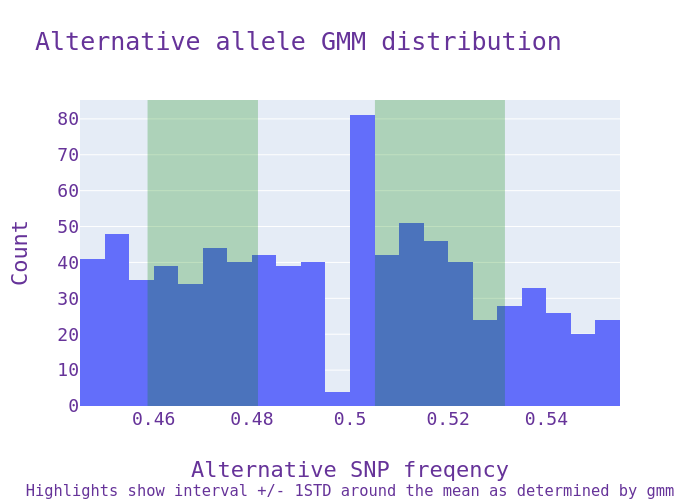 Alternative allele GMM distribution
80
70
60
50
40
30
20
10
0
Count
0.46 0.48 0.5 0.52 0.54
Alternative SNP freqency
Highlights show interval +/- 1STD around the mean as determined by gmm